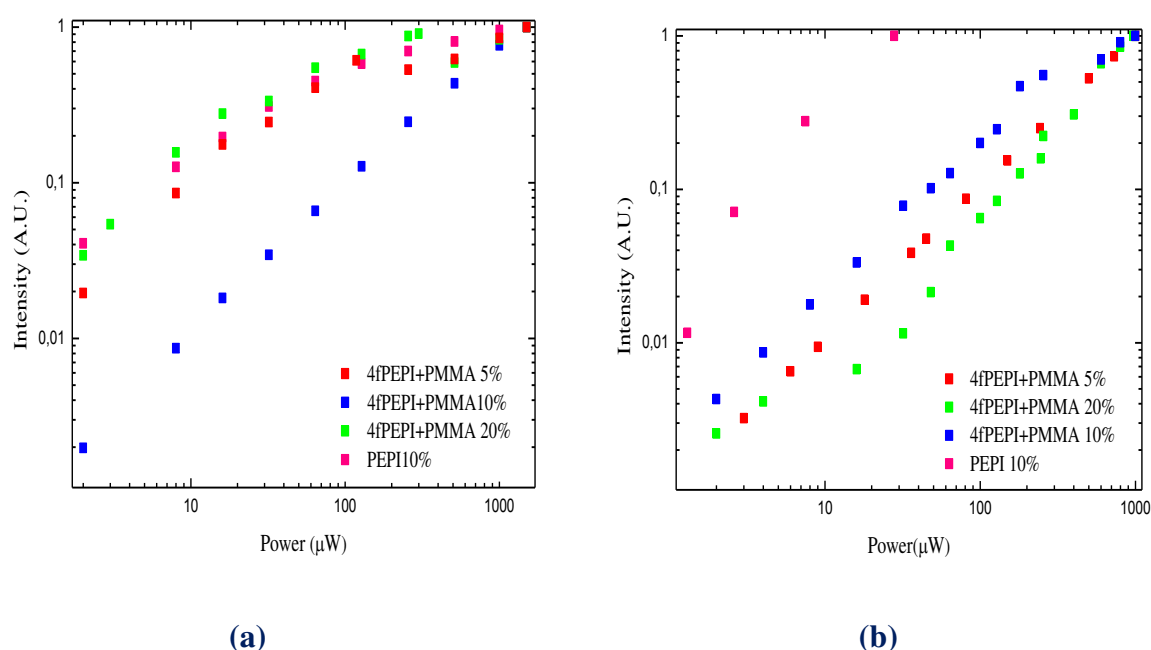 1
0,1
0,01
Intensity (A.U.)
4fPEPI+PMMA 5%
4fPEPI+PMMA10%
4fPEPI+PMMA 20%
PEPI10%
10
100
1000
Power (µW)
(a)
1
0,1
0,01
Intensity (A.U.)
4fPEPI+PMMA 5%
4fPEPI+PMMA 20%
4fPEPI+PMMA 10%
PEPI 10%
10
100
1000
Power(µW)
(b)